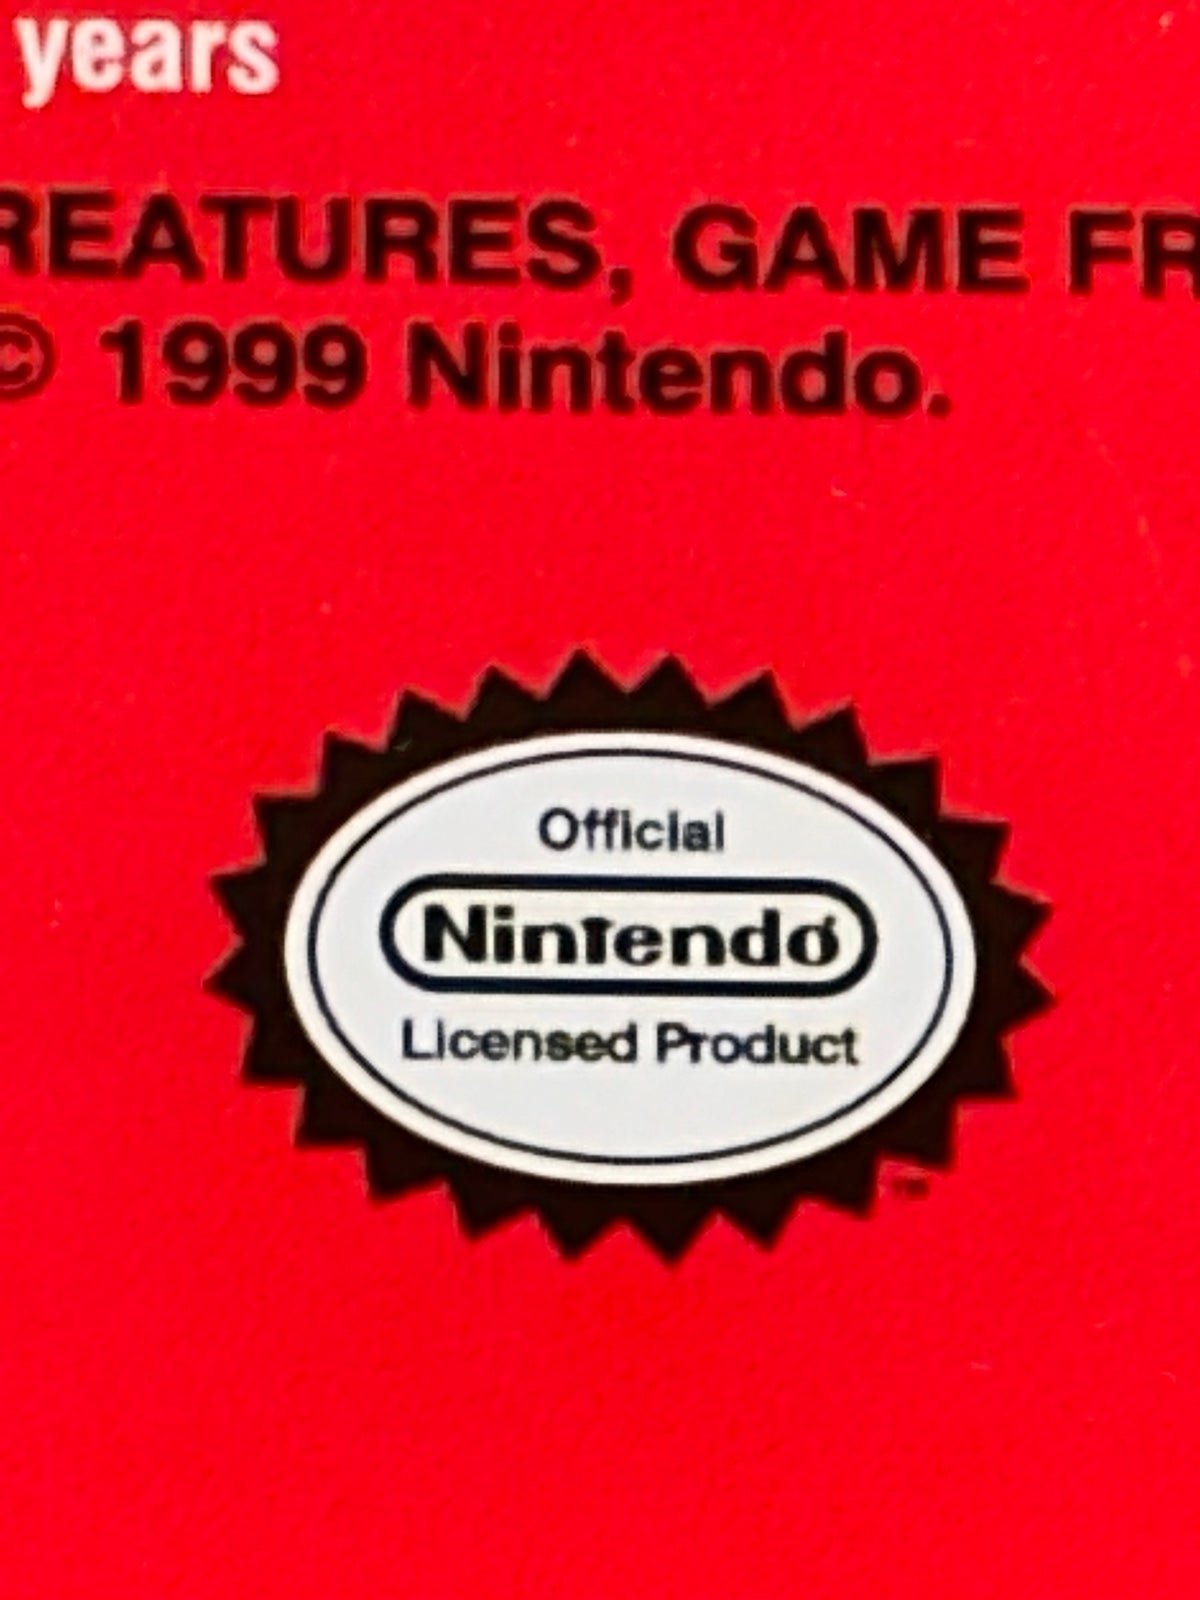 years
REATURES, GAME FR
© 1999 Nintendo.
Official
Nintendo
Licensed Product
TM